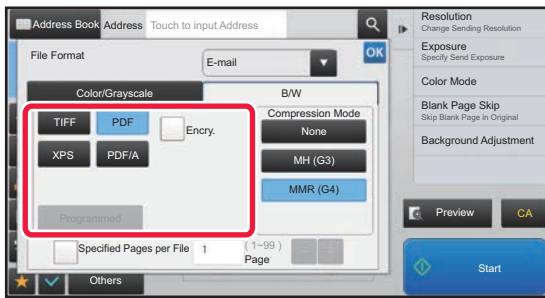 Address Book
Address
Touch to input Address
File Format
E-mail
OK
Color/Grayscale
B/W
TIFF
PDF
Encry.
XPS
PDF/A
Programmed
Compression Mode
None
MH (G3)
MMR (G4)
Specified Pages per File
1
(1~99)
Page
Others
Resolution
Change Sending Resolution
Exposure
Specify Send Exposure
Color Mode
Blank Page Skip
Skip Blank Page in Original
Background Adjustment
Preview
CA
Start